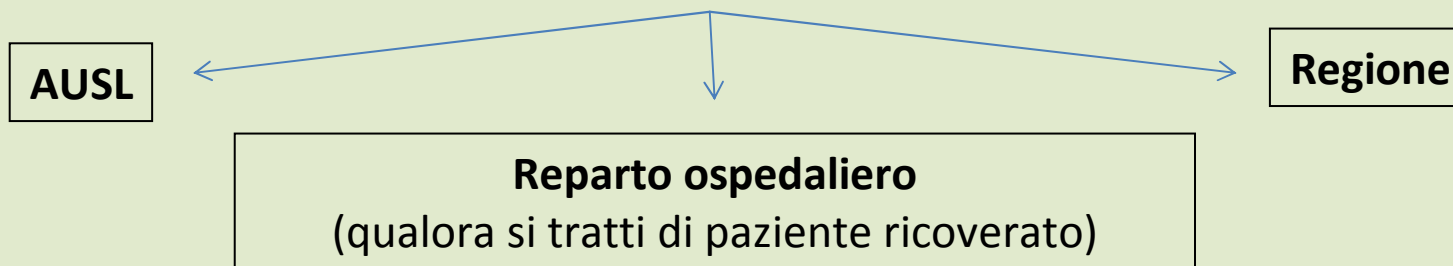 AUSL
Regione
Reparto ospedaliero
(qualora si tratti di paziente ricoverato)